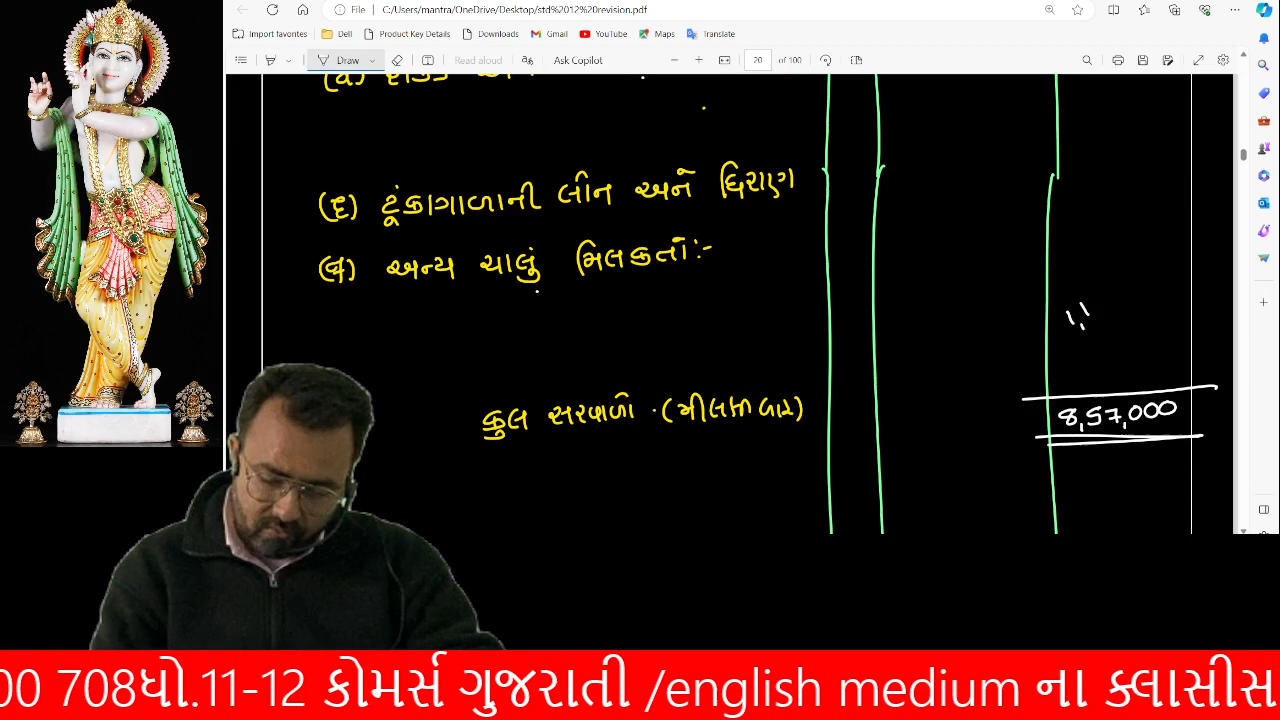 File C:/Users/mantra/OneDrive/Desktop/std%2012%20revision.pdf
Import favorites Dell Product Key Details Downloads Gmail YouTube Maps Translate
Draw Read aloud Ask Copilot 20 of 100
(દ) ટૂંકાગાળાની લોન અને ધિરાણ
અન્ય ચાલું મિલકતો:-
કુલ સરવાળો (મીલકત બાજુ)
8,57,000
00 708ધો.11-12 કોમર્સ ગુજરાતી /english medium ના ક્લાસીસ